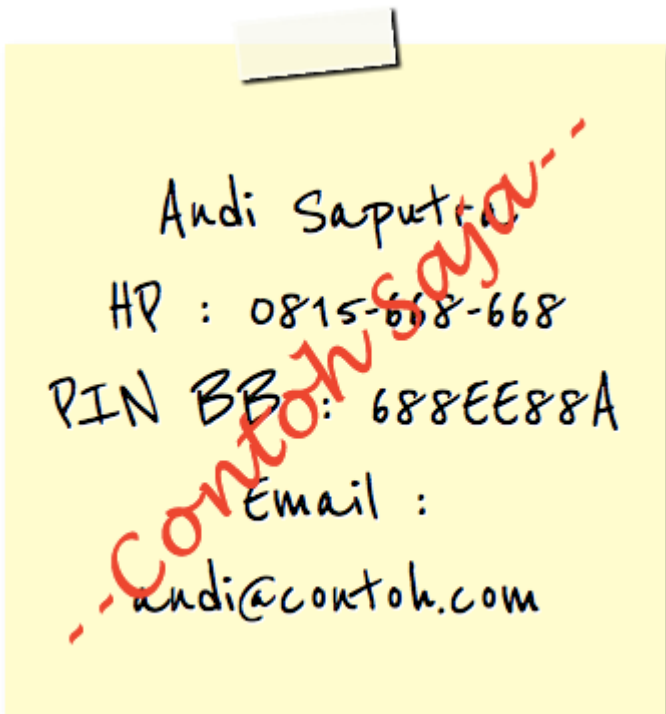 Andi Saputra
HP : 0815-668-668
PIN BB : 688EE88A
Email :
andi@contoh.com
--Contoh Saja--